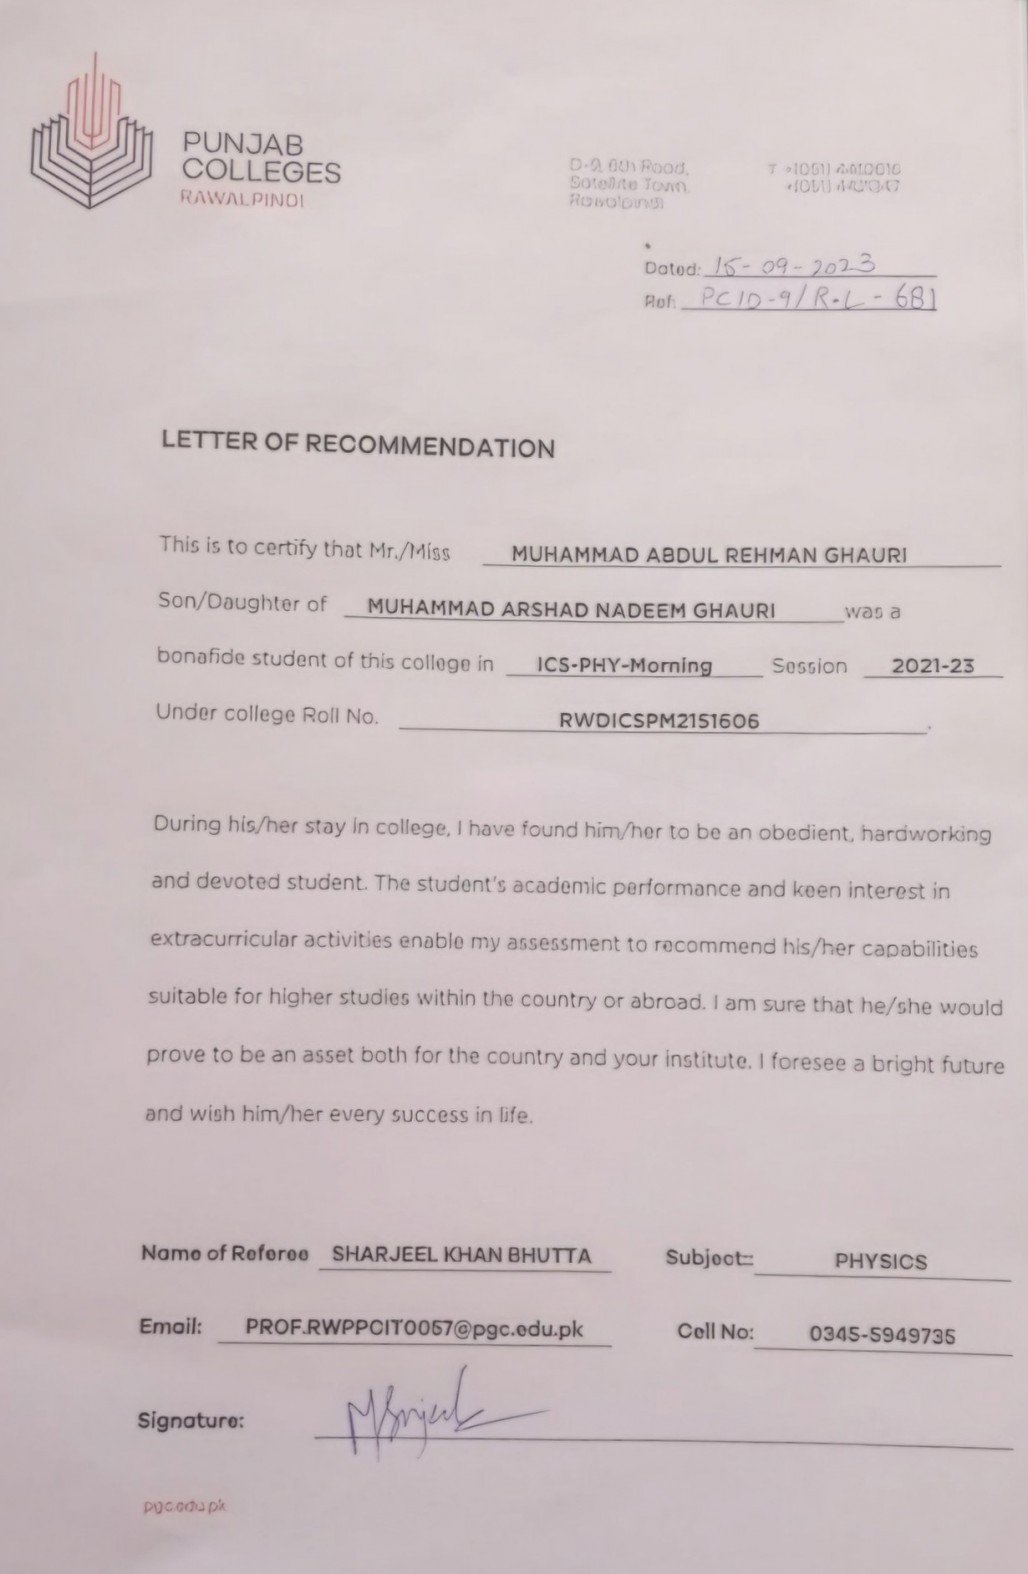 PUNJAB
COLLEGES
RAWALPINDI
D-9, 6th Road,
Satellite Town,
Rawalpindi
Dated: 15-09-2023
Ref: PCID-9/R.L-681
LETTER OF RECOMMENDATION
This is to certify that Mr./Miss MUHAMMAD ABDUL REHMAN GHAURI
Son/Daughter of MUHAMMAD ARSHAD NADEEM GHAURI was a
bonafide student of this college in ICS-PHY-Morning Session 2021-23
Under college Roll No. RWDICSPM2151606.
During his/her stay in college, I have found him/her to be an obedient, hardworking
and devoted student. The student's academic performance and keen interest in
extracurricular activities enable my assessment to recommend his/her capabilities
suitable for higher studies within the country or abroad. I am sure that he/she would
prove to be an asset both for the country and your institute. I foresee a bright future
and wish him/her every success in life.
Name of Referee SHARJEEL KHAN BHUTTA Subject: PHYSICS
Email: PROF.RWPPCIT0057@pgc.edu.pk Cell No: 0345-5949735
Signature:
pgc.edu.pk